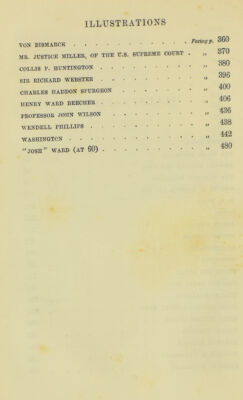 ILLUSTRATIONS
VON BISMARCK . . . . . . . . . . Facing p. 360
MR. JUSTICE MILLER, OF THE U.S. SUPREME COURT . „ 370
COLLIS P. HUNTINGTON . . . . . . . . „ 380
SIR RICHARD WEBSTER . . . . . . . . „ 396
CHARLES HADDON SPURGEON . . . . . . . „ 400
HENRY WARD BEECHER . . . . . . . . „ 406
PROFESSOR JOHN WILSON . . . . . . . . „ 436
WENDELL PHILLIPS . . . . . . . . . „ 438
WASHINGTON . . . . . . . . . . . „ 442
"JOSH" WARD (AT 60) . . . . . . . . . „ 480